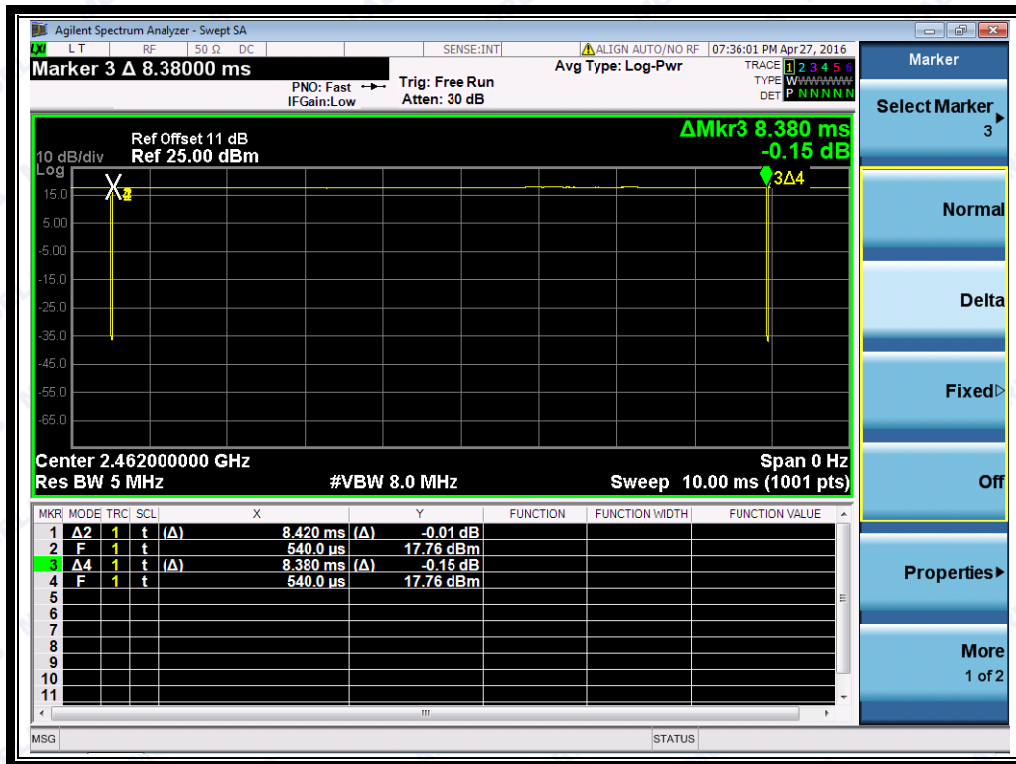 Agilent Spectrum Analyzer - Swept SA
LXI L T RF 50 Ω DC SENSE:INT ALIGN AUTO/NO RF 07:36:01 PM Apr 27, 2016
Marker 3 Δ 8.38000 ms
PNO: Fast
IFGain:Low
Trig: Free Run
Atten: 30 dB
Avg Type: Log-Pwr
TRACE 1 2 3 4 5 6
TYPE WWWWWWW
DET P N N N N N
Marker
Select Marker
3
Normal
Delta
Fixed
Off
Properties
More
1 of 2
ΔMkr3 8.380 ms
-0.15 dB
Ref Offset 11 dB
10 dB/div Ref 25.00 dBm
Log
15.0
5.00
-5.00
-15.0
-25.0
-35.0
-45.0
-55.0
-65.0
3Δ4
Center 2.462000000 GHz Span 0 Hz
Res BW 5 MHz #VBW 8.0 MHz Sweep 10.00 ms (1001 pts)
MKR MODE TRC SCL X Y FUNCTION FUNCTION WIDTH FUNCTION VALUE
1 Δ2 1 t (Δ) 8.420 ms (Δ) -0.01 dB
2 F 1 t 540.0 µs 17.76 dBm
3 Δ4 1 t (Δ) 8.380 ms (Δ) -0.15 dB
4 F 1 t 540.0 µs 17.76 dBm
5
6
7
8
9
10
11
MSG STATUS